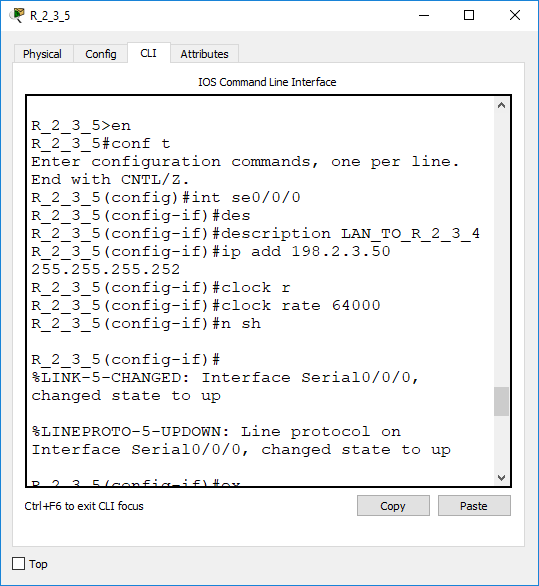 R_2_3_5
Physical Config CLI Attributes
IOS Command Line Interface
R_2_3_5>en
R_2_3_5#conf t
Enter configuration commands, one per line.
End with CNTL/Z.
R_2_3_5(config)#int se0/0/0
R_2_3_5(config-if)#des
R_2_3_5(config-if)#description LAN_TO_R_2_3_4
R_2_3_5(config-if)#ip add 198.2.3.50
255.255.255.252
R_2_3_5(config-if)#clock r
R_2_3_5(config-if)#clock rate 64000
R_2_3_5(config-if)#n sh
R_2_3_5(config-if)#
%LINK-5-CHANGED: Interface Serial0/0/0,
changed state to up
%LINEPROTO-5-UPDOWN: Line protocol on
Interface Serial0/0/0, changed state to up
R_2_3_5(config-if)#ex
Ctrl+F6 to exit CLI focus
Copy Paste
Top